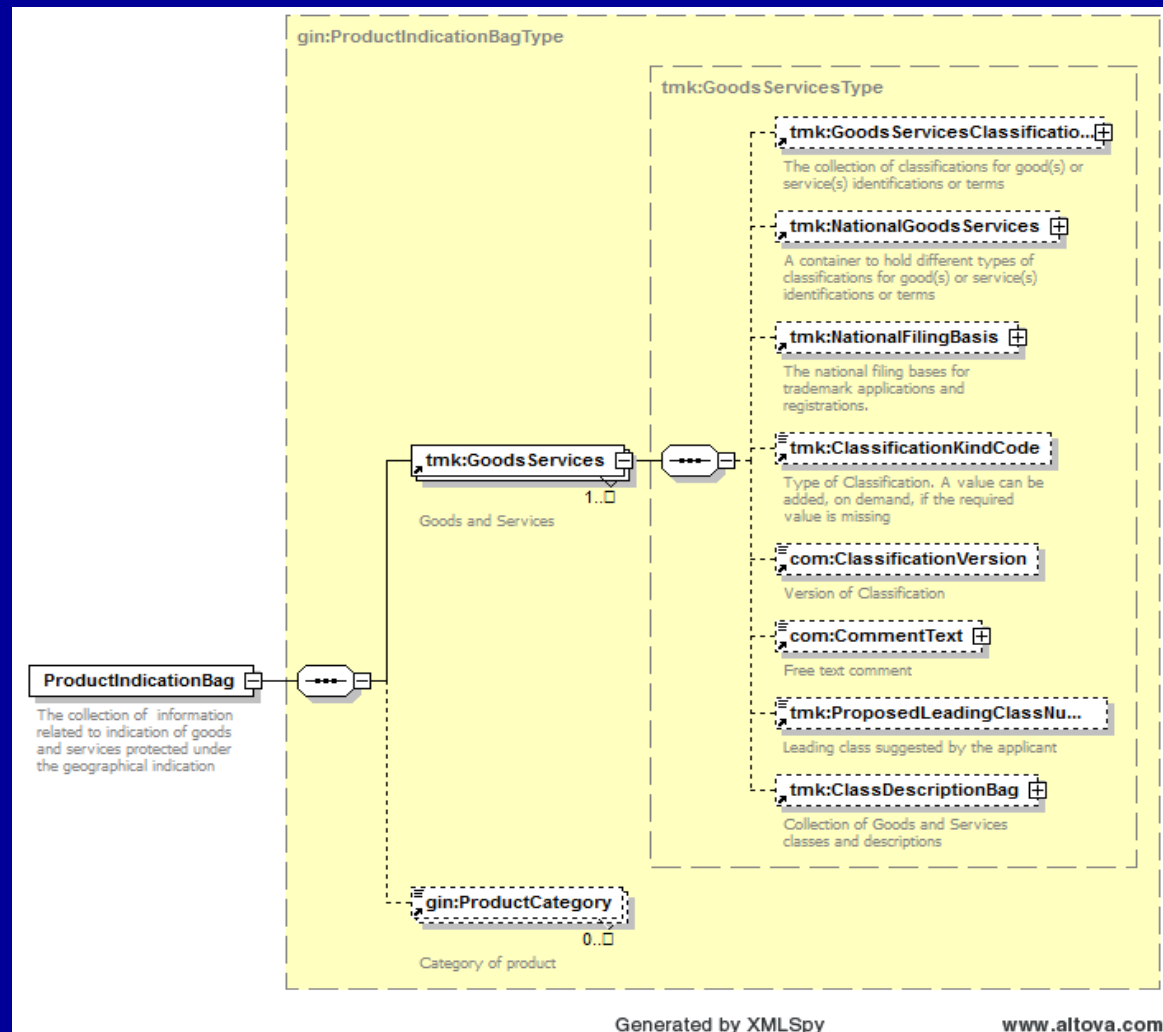 gin:ProductIndicationBagType
tmk:GoodsServicesType
tmk:GoodsServicesClassificatio...
The collection of classifications for good(s) or
service(s) identifications or terms
tmk:NationalGoodsServices
A container to hold different types of
classifications for good(s) or service(s)
identifications or terms
tmk:NationalFilingBasis
The national filing bases for
trademark applications and
registrations.
tmk:ClassificationKindCode
Type of Classification. A value can be
added, on demand, if the required
value is missing
tmk:GoodsServices
1..□
Goods and Services
com:ClassificationVersion
Version of Classification
com:CommentText
Free text comment
tmk:ProposedLeadingClassNu...
Leading class suggested by the applicant
tmk:ClassDescriptionBag
Collection of Goods and Services
classes and descriptions
ProductIndicationBag
The collection of information
related to indication of goods
and services protected under
the geographical indication
gin:ProductCategory
0..□
Category of product
Generated by XMLSpy
www.altova.com